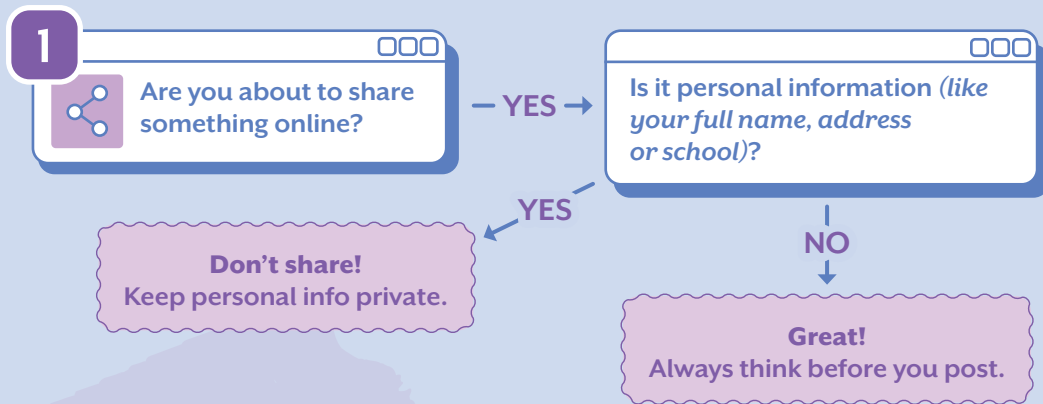 1
Are you about to share
something online?
YES
Is it personal information (like
your full name, address
or school)?
YES
Don't share!
Keep personal info private.
NO
Great!
Always think before you post.